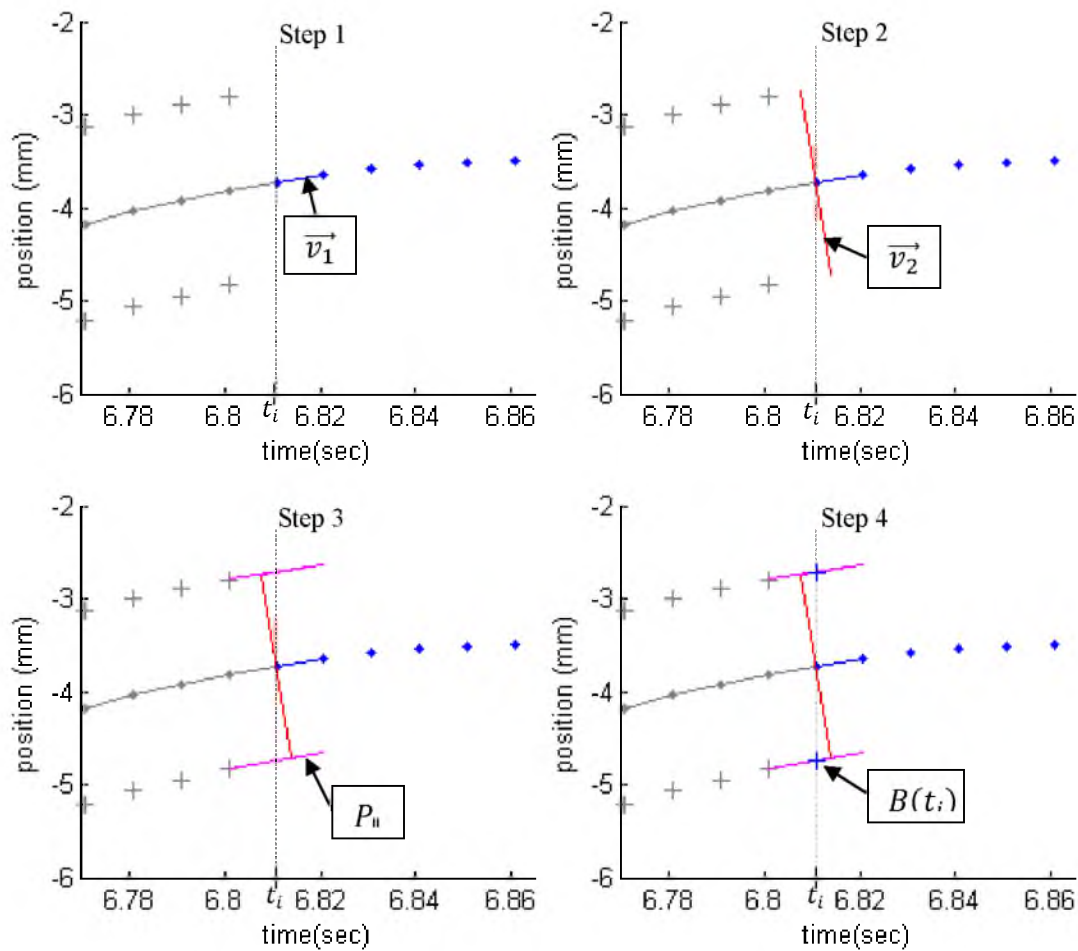 Step 1
-2
-3
-4
-5
-6
position (mm)
v₁
6.78 6.8 tᵢ 6.82 6.84 6.86
time(sec)
Step 2
-2
-3
-4
-5
-6
position (mm)
v₂
6.78 6.8 tᵢ 6.82 6.84 6.86
time(sec)
Step 3
-2
-3
-4
-5
-6
position (mm)
P॥
6.78 6.8 tᵢ 6.82 6.84 6.86
time(sec)
Step 4
-2
-3
-4
-5
-6
position (mm)
B(tᵢ)
6.78 6.8 tᵢ 6.82 6.84 6.86
time(sec)